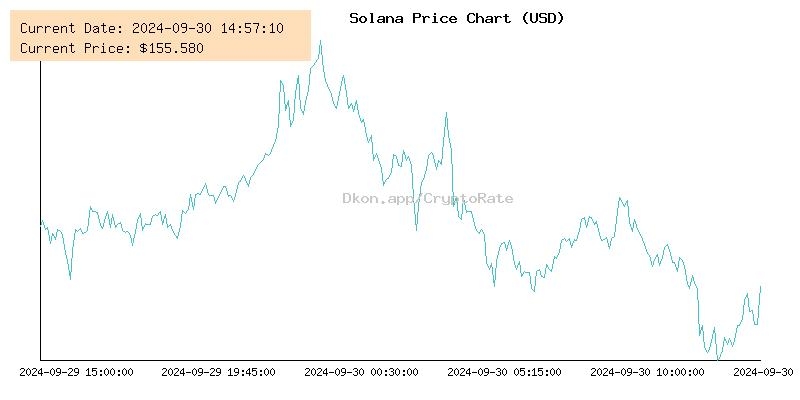 Solana Price Chart (USD)
Current Date: 2024-09-30 14:57:10
Current Price: $155.580
Dkon.app/CryptoRate
2024-09-29 15:00:00
2024-09-29 19:45:00
2024-09-30 00:30:00
2024-09-30 05:15:00
2024-09-30 10:00:00
2024-09-30